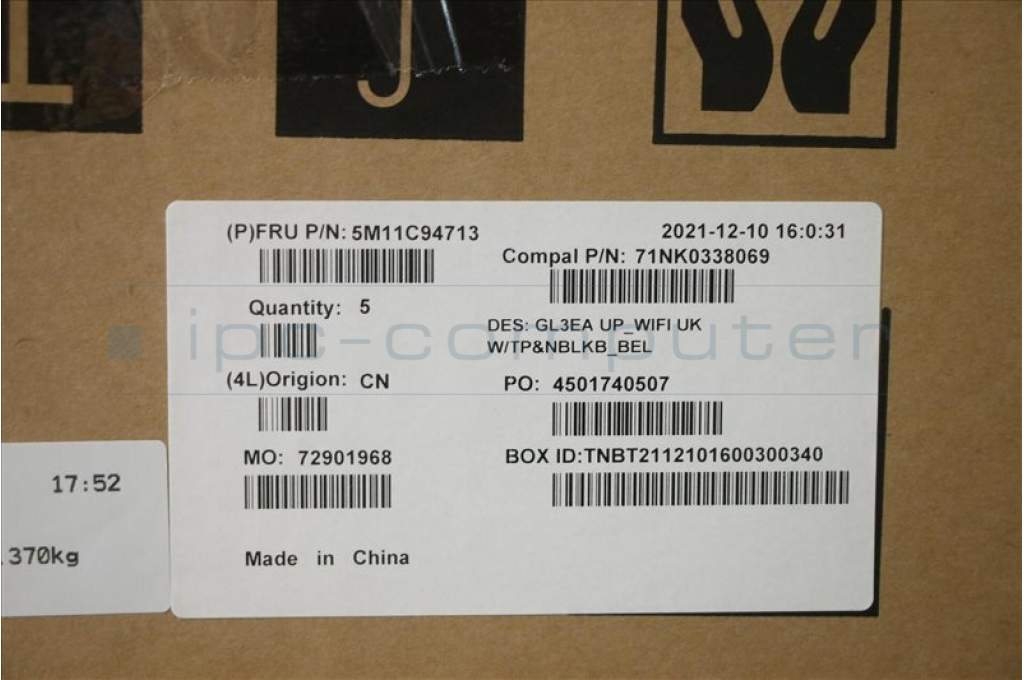 (P)FRU P/N: 5M11C94713
2021-12-10 16:0:31
Compal P/N: 71NK0338069
Quantity: 5
DES: GL3EA UP_WIFI UK
W/TP&NBLKB_BEL
ipc-computer
(4L)Origion: CN
PO: 4501740507
MO: 72901968
BOX ID:TNBT2112101600300340
17:52
.370kg
Made in China